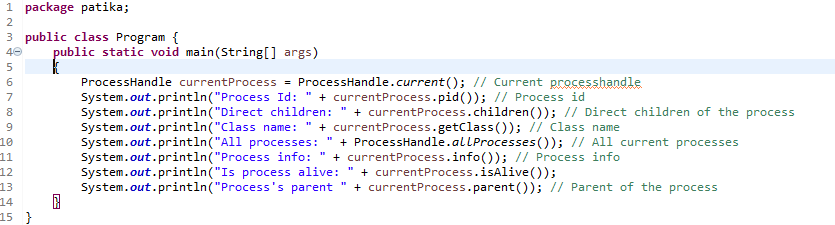 1 package patika;
2
3 public class Program {
4 public static void main(String[] args)
5 {
6 ProcessHandle currentProcess = ProcessHandle.current(); // Current processhandle
7 System.out.println("Process Id: " + currentProcess.pid()); // Process id
8 System.out.println("Direct children: " + currentProcess.children()); // Direct children of the process
9 System.out.println("Class name: " + currentProcess.getClass()); // Class name
10 System.out.println("All processes: " + ProcessHandle.allProcesses()); // All current processes
11 System.out.println("Process info: " + currentProcess.info()); // Process info
12 System.out.println("Is process alive: " + currentProcess.isAlive());
13 System.out.println("Process's parent " + currentProcess.parent()); // Parent of the process
14 }
15 }